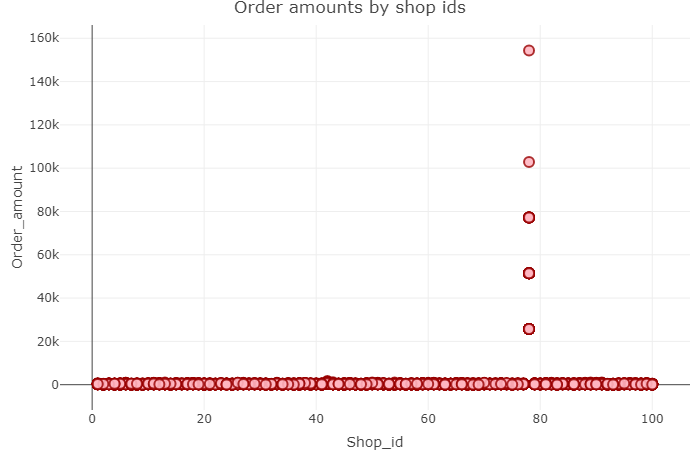 Order amounts by shop ids
160k
140k
120k
100k
80k
60k
40k
20k
0
Order_amount
0 20 40 60 80 100
Shop_id